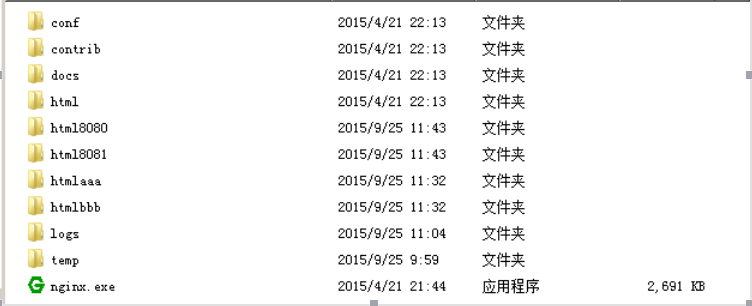 conf 2015/4/21 22:13 文件夹
contrib 2015/4/21 22:13 文件夹
docs 2015/4/21 22:13 文件夹
html 2015/4/21 22:13 文件夹
html8080 2015/9/25 11:43 文件夹
html8081 2015/9/25 11:43 文件夹
htmlaaa 2015/9/25 11:32 文件夹
htmlbbb 2015/9/25 11:32 文件夹
logs 2015/9/25 11:04 文件夹
temp 2015/9/25 9:59 文件夹
nginx.exe 2015/4/21 21:44 应用程序 2,691 KB